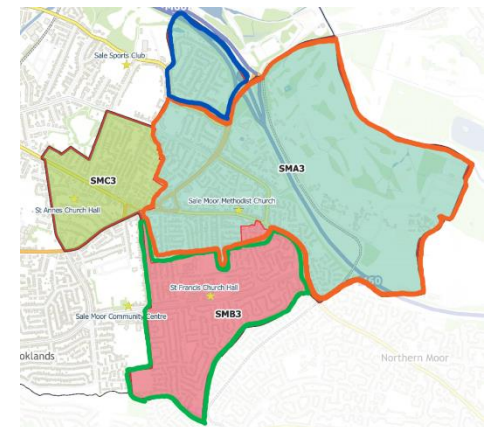 Sale Sports Club
SMA3
SMC3
Sale Moor Methodist Church
St Annes Church Hall
St Francis Church Hall
SMB3
Sale Moor Community Centre
oklands
Northern Moor